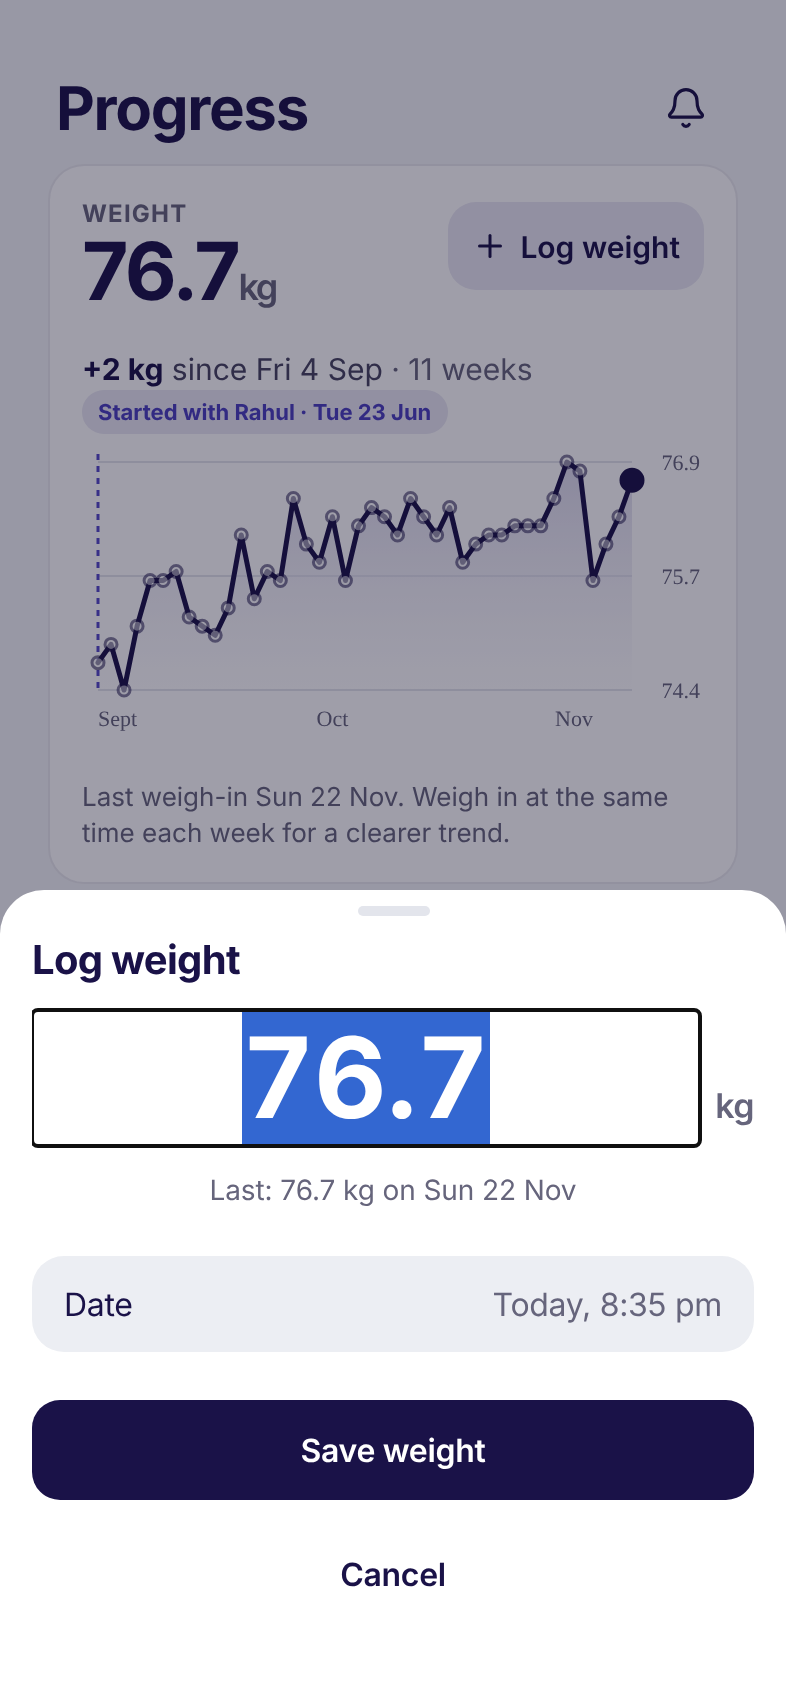 Progress
WEIGHT
76.7kg
+ Log weight
+2 kg since Fri 4 Sep · 11 weeks
Started with Rahul · Tue 23 Jun
76.9
75.7
74.4
Sept Oct Nov
Last weigh-in Sun 22 Nov. Weigh in at the same
time each week for a clearer trend.
Log weight
76.7 kg
Last: 76.7 kg on Sun 22 Nov
Date Today, 8:35 pm
Save weight
Cancel